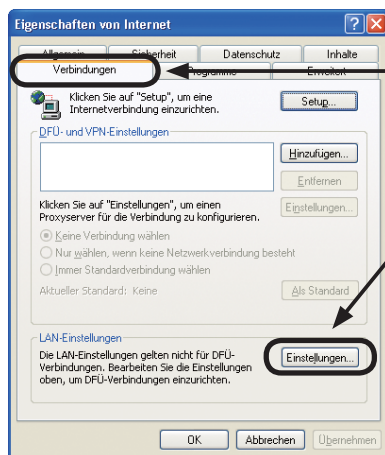 Eigenschaften von Internet
Allgemein Sicherheit Datenschutz Inhalte
Verbindungen Programme Erweitert
Klicken Sie auf "Setup", um eine
Internetverbindung einzurichten.
Setup...
DFÜ- und VPN-Einstellungen
Hinzufügen...
Entfernen
Klicken Sie auf "Einstellungen", um einen
Proxyserver für die Verbindung zu konfigurieren.
Einstellungen...
Keine Verbindung wählen
Nur wählen, wenn keine Netzwerkverbindung besteht
Immer Standardverbindung wählen
Aktueller Standard: Keine
Als Standard
LAN-Einstellungen
Die LAN-Einstellungen gelten nicht für DFÜ-
Verbindungen. Bearbeiten Sie die Einstellungen
oben, um DFÜ-Verbindungen einzurichten.
Einstellungen...
OK Abbrechen Übernehmen